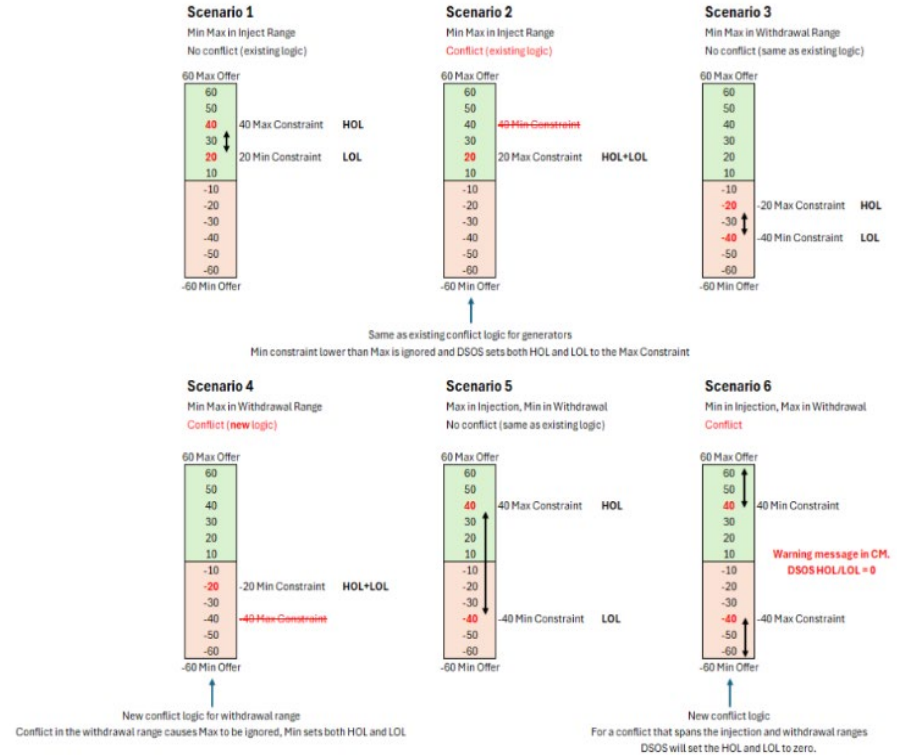 Scenario 1
Min Max in Inject Range
No conflict (existing logic)
60 Max Offer
60
50
40 40 Max Constraint HOL
30
20 20 Min Constraint LOL
10
-10
-20
-30
-40
-50
-60
-60 Min Offer
Scenario 2
Min Max in Inject Range
Conflict (existing logic)
60 Max Offer
60
50
40 40 Min Constraint
30
20 20 Max Constraint HOL+LOL
10
-10
-20
-30
-40
-50
-60
-60 Min Offer
Scenario 3
Min Max in Withdrawal Range
No conflict (same as existing logic)
60 Max Offer
60
50
40
30
20
10
-10
-20 -20 Max Constraint HOL
-30
-40 -40 Min Constraint LOL
-50
-60
-60 Min Offer
Same as existing conflict logic for generators
Min constraint lower than Max is ignored and DSOS sets both HOL and LOL to the Max Constraint
Scenario 4
Min Max in Withdrawal Range
Conflict (new logic)
60 Max Offer
60
50
40
30
20
10
-10
-20 -20 Min Constraint HOL+LOL
-30
-40 -40 Max Constraint
-50
-60
-60 Min Offer
New conflict logic for withdrawal range
Conflict in the withdrawal range causes Max to be ignored, Min sets both HOL and LOL
Scenario 5
Max in Injection, Min in Withdrawal
No conflict (same as existing logic)
60 Max Offer
60
50
40 40 Max Constraint HOL
30
20
10
-10
-20
-30
-40 -40 Min Constraint LOL
-50
-60
-60 Min Offer
Scenario 6
Min in Injection, Max in Withdrawal
Conflict
60 Max Offer
60
50
40 40 Min Constraint
30
20
10 Warning message in CM.
-10 DSOS HOL/LOL = 0
-20
-30
-40 -40 Max Constraint
-50
-60
-60 Min Offer
New conflict logic
For a conflict that spans the injection and withdrawal ranges
DSOS will set the HOL and LOL to zero.